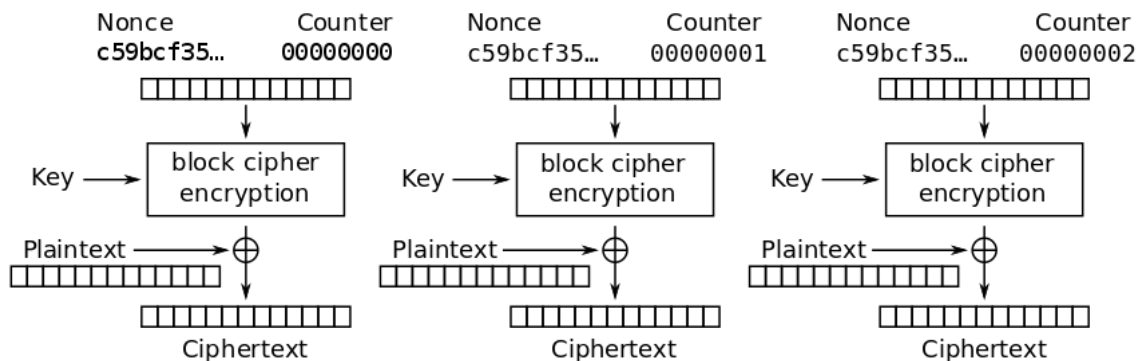 Nonce Counter Nonce Counter Nonce Counter
c59bcf35… 00000000 c59bcf35… 00000001 c59bcf35… 00000002
block cipher block cipher block cipher
Key encryption Key encryption Key encryption
Plaintext Plaintext Plaintext
Ciphertext Ciphertext Ciphertext